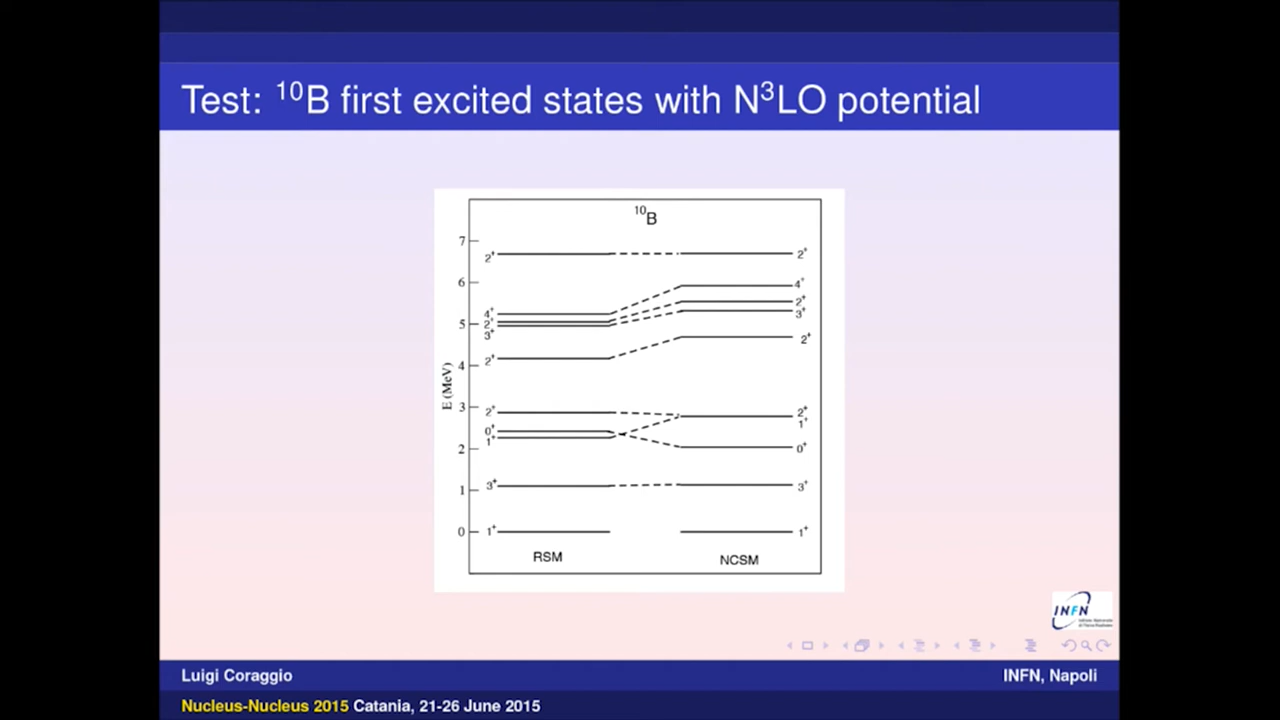 Test: ¹⁰B first excited states with N³LO potential
¹⁰B
7
2⁺ 2⁺
6
4⁺
4⁺ 2⁺
2⁺ 3⁺
5
3⁺
2⁺
2⁺
4
E (MeV)
3
2⁺ 2⁺
1⁺
0⁺
1⁺
2 0⁺
3⁺ 3⁺
1
0 1⁺ 1⁺
RSM NCSM
INFN
Luigi Coraggio INFN, Napoli
Nucleus-Nucleus 2015 Catania, 21-26 June 2015